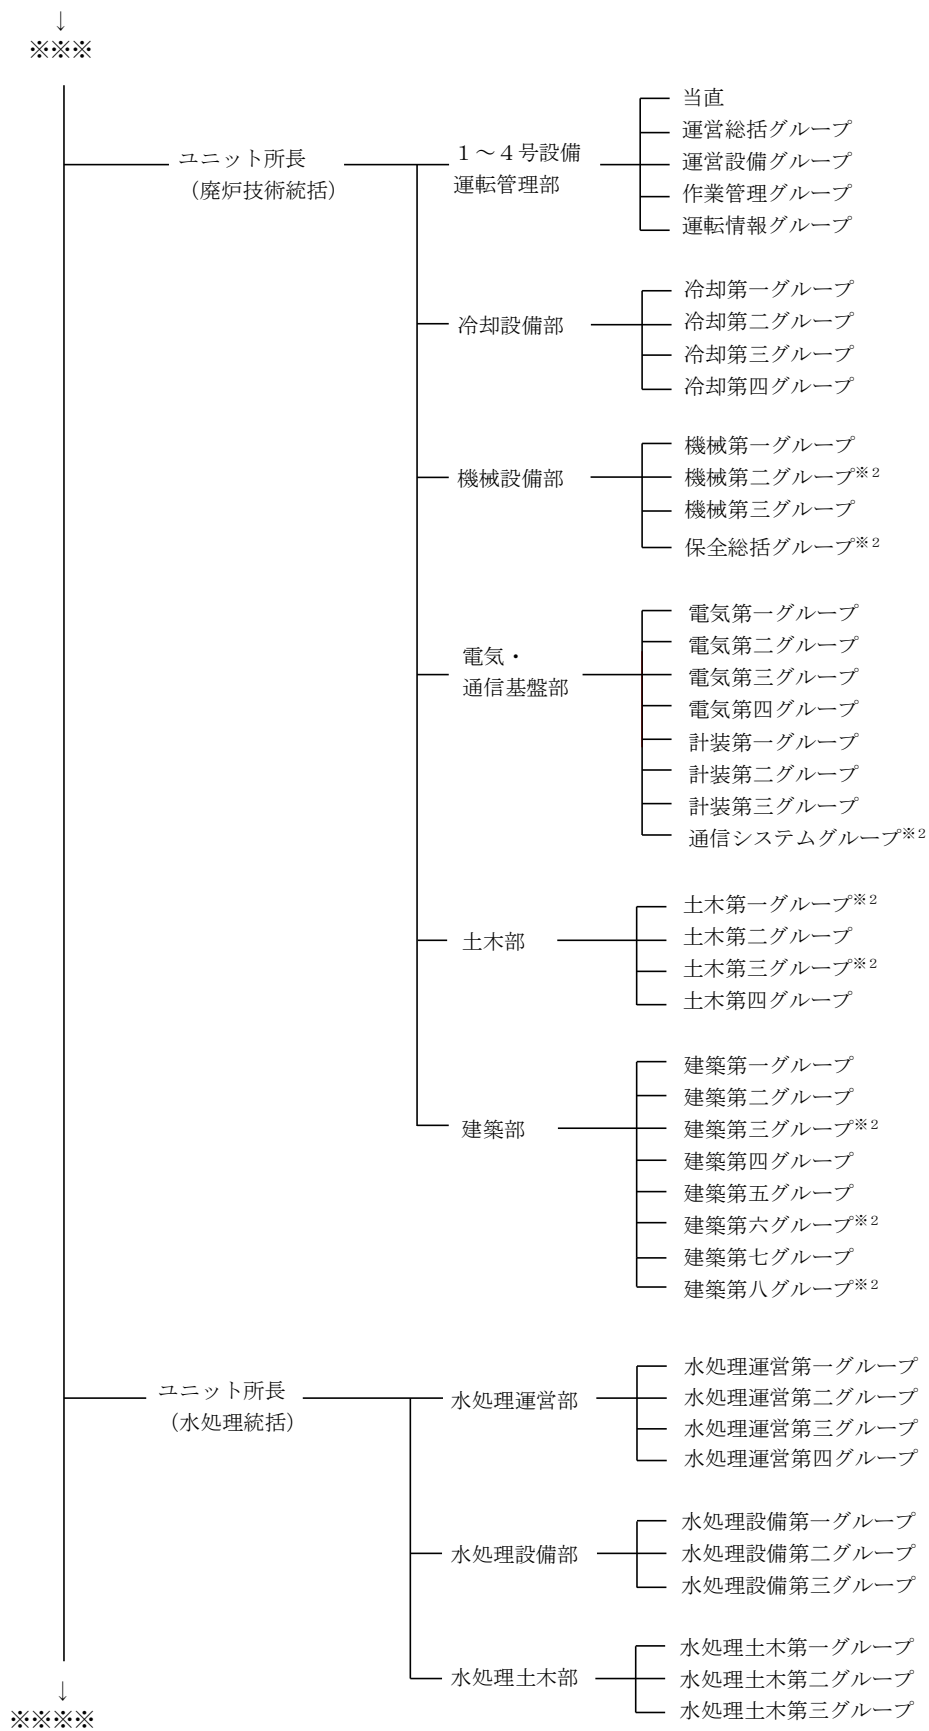 ↓
※※※
ユニット所長
（廃炉技術統括）
１～４号設備
運転管理部
当直
運営総括グループ
運営設備グループ
作業管理グループ
運転情報グループ
冷却設備部
冷却第一グループ
冷却第二グループ
冷却第三グループ
冷却第四グループ
機械設備部
機械第一グループ
機械第二グループ※２
機械第三グループ
保全総括グループ※２
電気・
通信基盤部
電気第一グループ
電気第二グループ
電気第三グループ
電気第四グループ
計装第一グループ
計装第二グループ
計装第三グループ
通信システムグループ※２
土木部
土木第一グループ※２
土木第二グループ
土木第三グループ※２
土木第四グループ
建築部
建築第一グループ
建築第二グループ
建築第三グループ※２
建築第四グループ
建築第五グループ
建築第六グループ※２
建築第七グループ
建築第八グループ※２
ユニット所長
（水処理統括）
水処理運営部
水処理運営第一グループ
水処理運営第二グループ
水処理運営第三グループ
水処理運営第四グループ
水処理設備部
水処理設備第一グループ
水処理設備第二グループ
水処理設備第三グループ
水処理土木部
水処理土木第一グループ
水処理土木第二グループ
水処理土木第三グループ
↓
※※※※